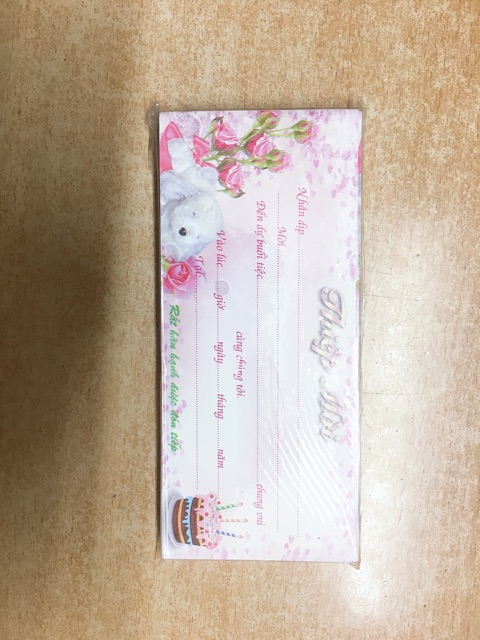 Thiệp Mời
Nhân dịp
Mời
Đến dự buổi tiệc chung vui
cùng chúng tôi.
Vào lúc giờ ngày tháng năm
Tại:
Rất hân hạnh được đón tiếp